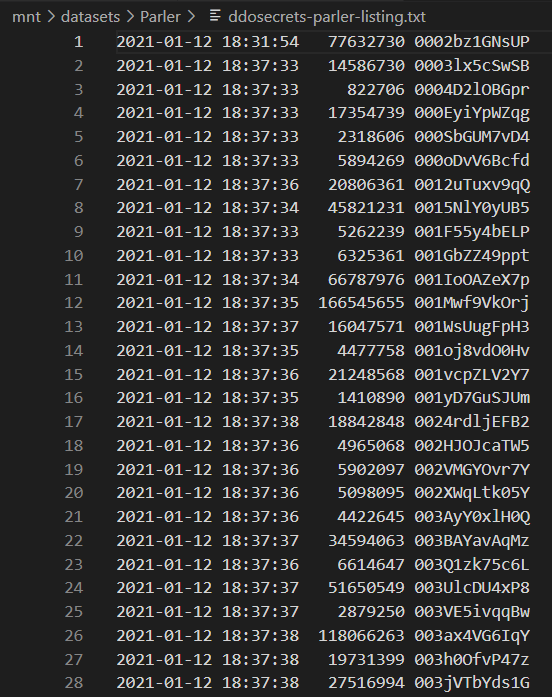 mnt > datasets > Parler > ddosecrets-parler-listing.txt
1 2021-01-12 18:31:54 77632730 0002bz1GNsUP
2 2021-01-12 18:37:33 14586730 0003lx5cSwSB
3 2021-01-12 18:37:33 822706 0004D2lOBGpr
4 2021-01-12 18:37:33 17354739 000EyiYpWZqg
5 2021-01-12 18:37:33 2318606 000SbGUM7vD4
6 2021-01-12 18:37:33 5894269 000oDvV6Bcfd
7 2021-01-12 18:37:36 20806361 0012uTuxv9qQ
8 2021-01-12 18:37:34 45821231 0015NlY0yUB5
9 2021-01-12 18:37:33 5262239 001F55y4bELP
10 2021-01-12 18:37:33 6325361 001GbZZ49ppt
11 2021-01-12 18:37:34 66787976 001IoOAZeX7p
12 2021-01-12 18:37:35 166545655 001Mwf9VkOrj
13 2021-01-12 18:37:37 16047571 001WsUugFpH3
14 2021-01-12 18:37:35 4477758 001oj8vdO0Hv
15 2021-01-12 18:37:36 21248568 001vcpZLV2Y7
16 2021-01-12 18:37:35 1410890 001yD7GuSJUm
17 2021-01-12 18:37:38 18842848 0024rdljEFB2
18 2021-01-12 18:37:36 4965068 002HJOJcaTW5
19 2021-01-12 18:37:36 5902097 002VMGYOvr7Y
20 2021-01-12 18:37:36 5098095 002XWqLtk05Y
21 2021-01-12 18:37:36 4422645 003AyY0xlH0Q
22 2021-01-12 18:37:37 34594063 003BAYavAqMz
23 2021-01-12 18:37:36 6614647 003Q1zk75c6L
24 2021-01-12 18:37:37 51650549 003UlcDU4xP8
25 2021-01-12 18:37:37 2879250 003VE5ivqqBw
26 2021-01-12 18:37:38 118066263 003ax4VG6IqY
27 2021-01-12 18:37:38 19731399 003h0OfvP47z
28 2021-01-12 18:37:38 27516994 003jVTbYds1G